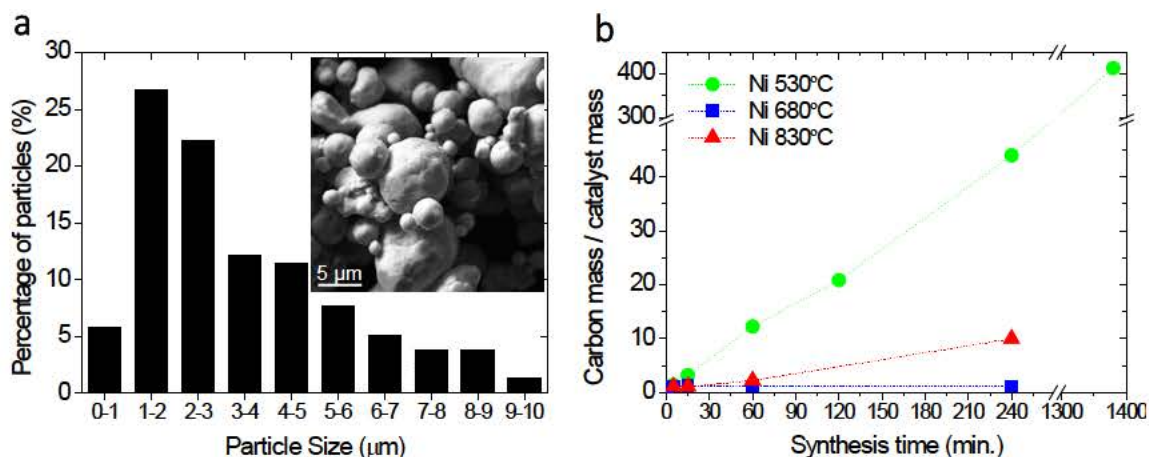 a
30
25
20
15
10
5
0
Percentage of particles (%)
5 µm
0-1 1-2 2-3 3-4 4-5 5-6 6-7 7-8 8-9 9-10
Particle Size (µm)
b
400
300
40
30
20
10
0
Carbon mass / catalyst mass
Ni 530°C
Ni 680°C
Ni 830°C
0 30 60 90 120 150 180 210 240 1300 1400
Synthesis time (min.)